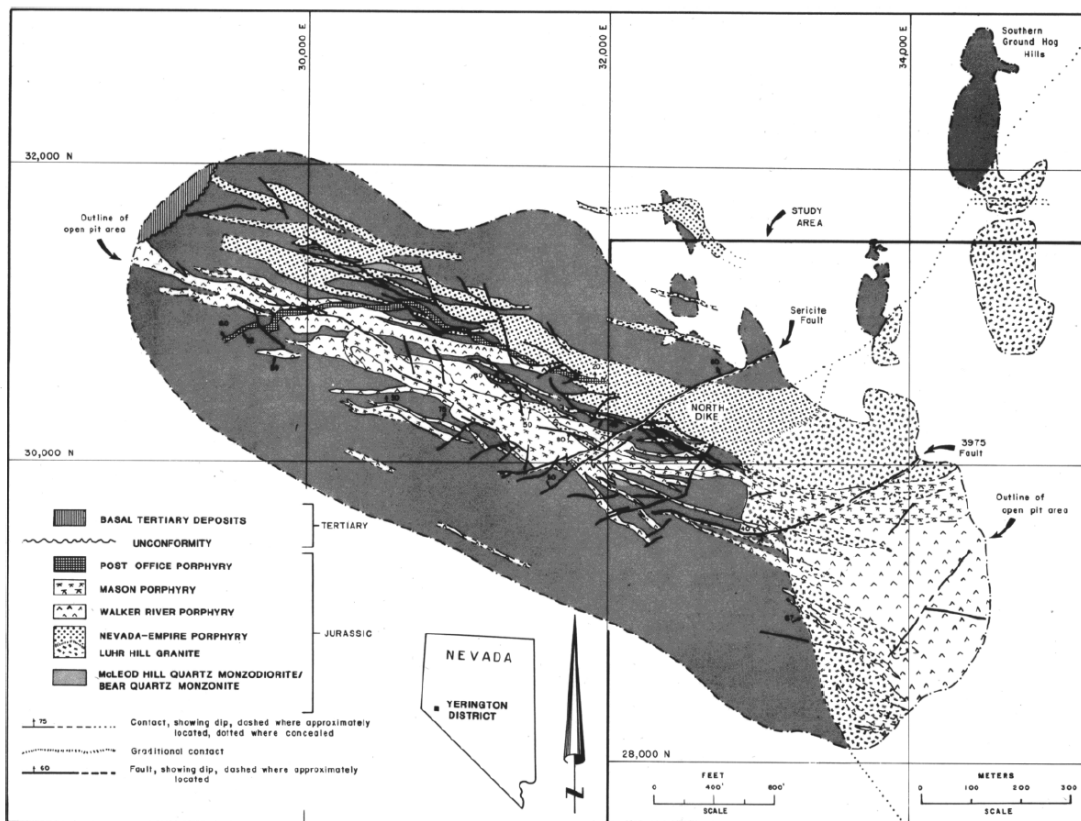 30,000 E
32,000 E
34,000 E
Southern
Ground Hog
Hills
32,000 N
Outline of
open pit area
STUDY
AREA
Sericite
Fault
NORTH
DIKE
30,000 N
3975
Fault
Outline of
open pit area
BASAL TERTIARY DEPOSITS
TERTIARY
UNCONFORMITY
POST OFFICE PORPHYRY
MASON PORPHYRY
WALKER RIVER PORPHYRY
NEVADA-EMPIRE PORPHYRY
JURASSIC
LUHR HILL GRANITE
McLEOD HILL QUARTZ MONZODIORITE/
BEAR QUARTZ MONZONITE
75
Contact, showing dip, dashed where approximately
located, dotted where concealed
Graditional contact
60
Fault, showing dip, dashed where approximately
located
NEVADA
YERINGTON
DISTRICT
N
28,000 N
FEET
0 400' 800'
SCALE
METERS
0 100 200 300
SCALE